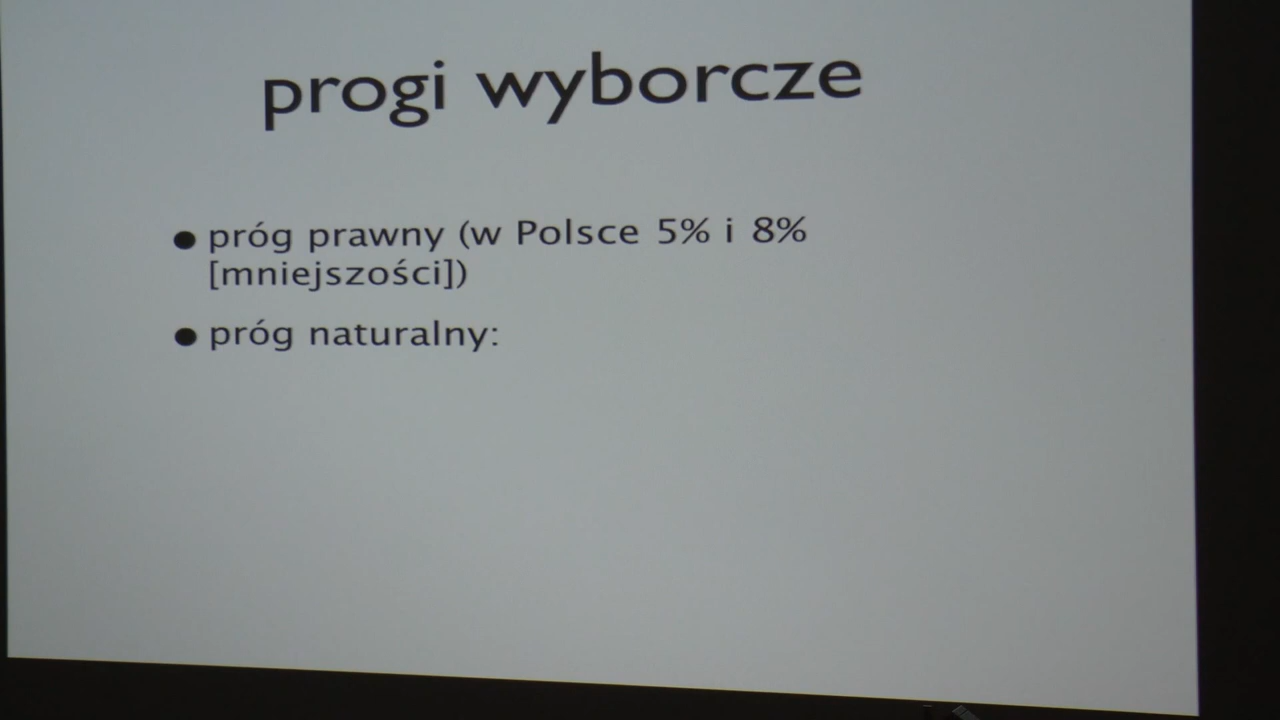 progi wyborcze
● próg prawny (w Polsce 5% i 8%
[mniejszości])
● próg naturalny: